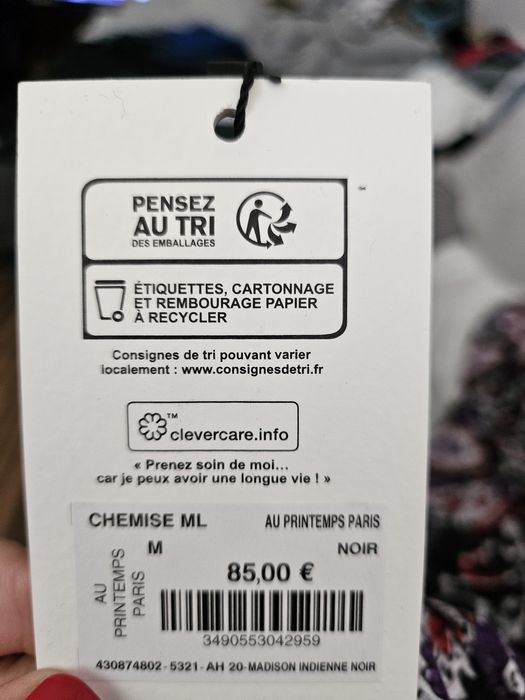 PENSEZ
AU TRI
DES EMBALLAGES
ÉTIQUETTES, CARTONNAGE
ET REMBOURAGE PAPIER
À RECYCLER
Consignes de tri pouvant varier
localement : www.consignesdetri.fr
™
clevercare.info
« Prenez soin de moi...
car je peux avoir une longue vie ! »
CHEMISE ML AU PRINTEMPS PARIS
M NOIR
85,00 €
AU
PRINTEMPS
PARIS
3490553042959
430874802-5321-AH 20-MADISON INDIENNE NOIR